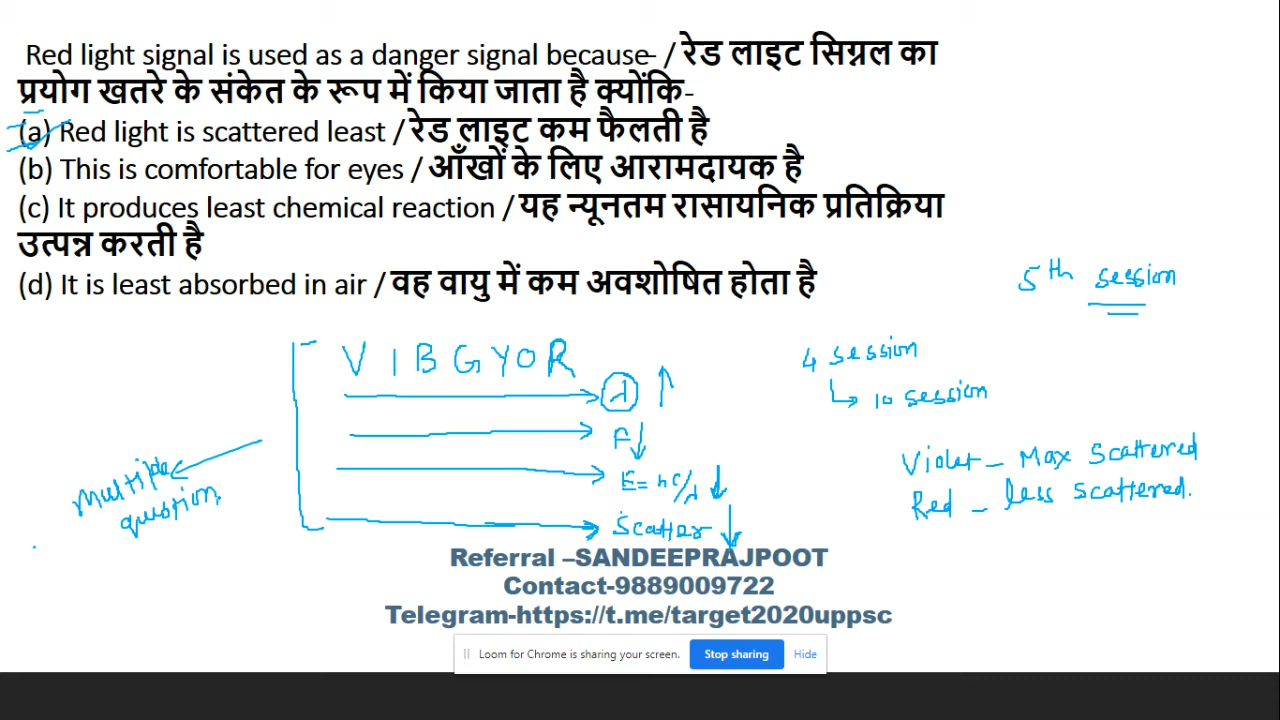 Red light signal is used as a danger signal because- / रेड लाइट सिग्नल का
प्रयोग खतरे के संकेत के रूप में किया जाता है क्योंकि-
(a) Red light is scattered least / रेड लाइट कम फैलती है
(b) This is comfortable for eyes / आँखों के लिए आरामदायक है
(c) It produces least chemical reaction / यह न्यूनतम रासायनिक प्रतिक्रिया
उत्पन्न करती है
(d) It is least absorbed in air / वह वायु में कम अवशोषित होता है
5th session
VIBGYOR
λ ↑
F ↓
E= hc/λ ↓
Scatter ↓
4 session
↳ 10 session
Violet – Max Scattered
Red – less scattered.
Multiple
question.
Referral –SANDEEPRAJPOOT
Contact-9889009722
Telegram-https://t.me/target2020uppsc
Loom for Chrome is sharing your screen. Stop sharing Hide